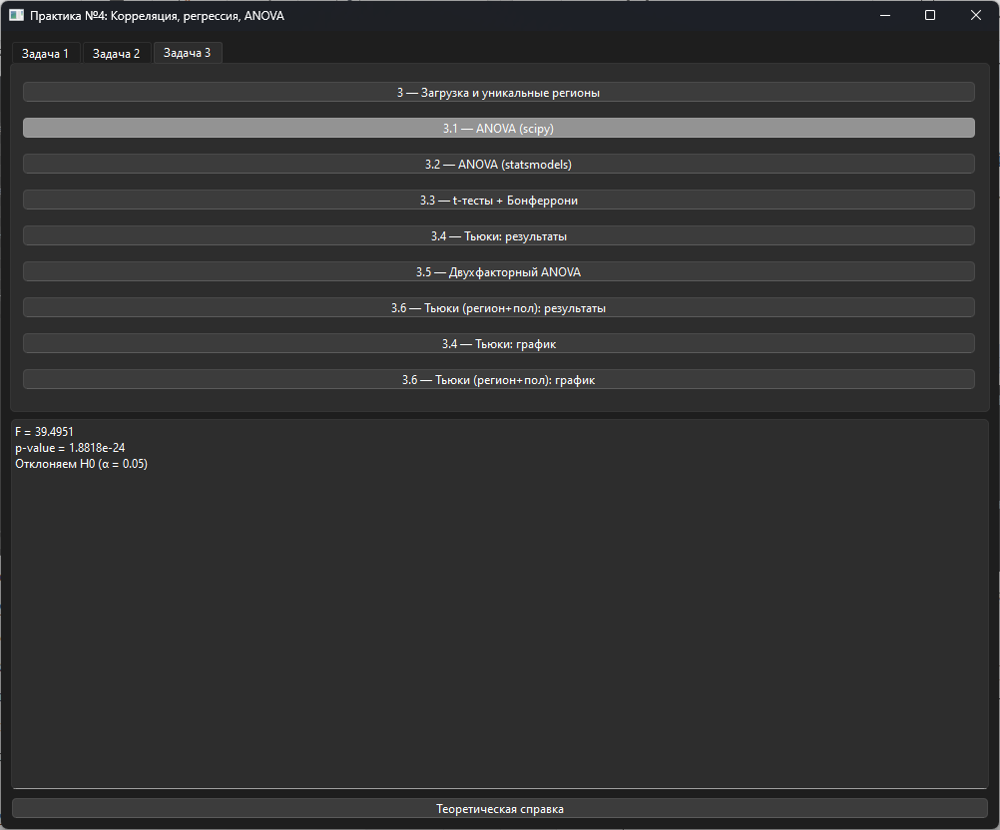 Практика №4: Корреляция, регрессия, ANOVA
Задача 1
Задача 2
Задача 3
3 — Загрузка и уникальные регионы
3.1 — ANOVA (scipy)
3.2 — ANOVA (statsmodels)
3.3 — t-тесты + Бонферрони
3.4 — Тьюки: результаты
3.5 — Двухфакторный ANOVA
3.6 — Тьюки (регион+пол): результаты
3.4 — Тьюки: график
3.6 — Тьюки (регион+пол): график
F = 39.4951
p-value = 1.8818e-24
Отклоняем H0 (α = 0.05)
Теоретическая справка